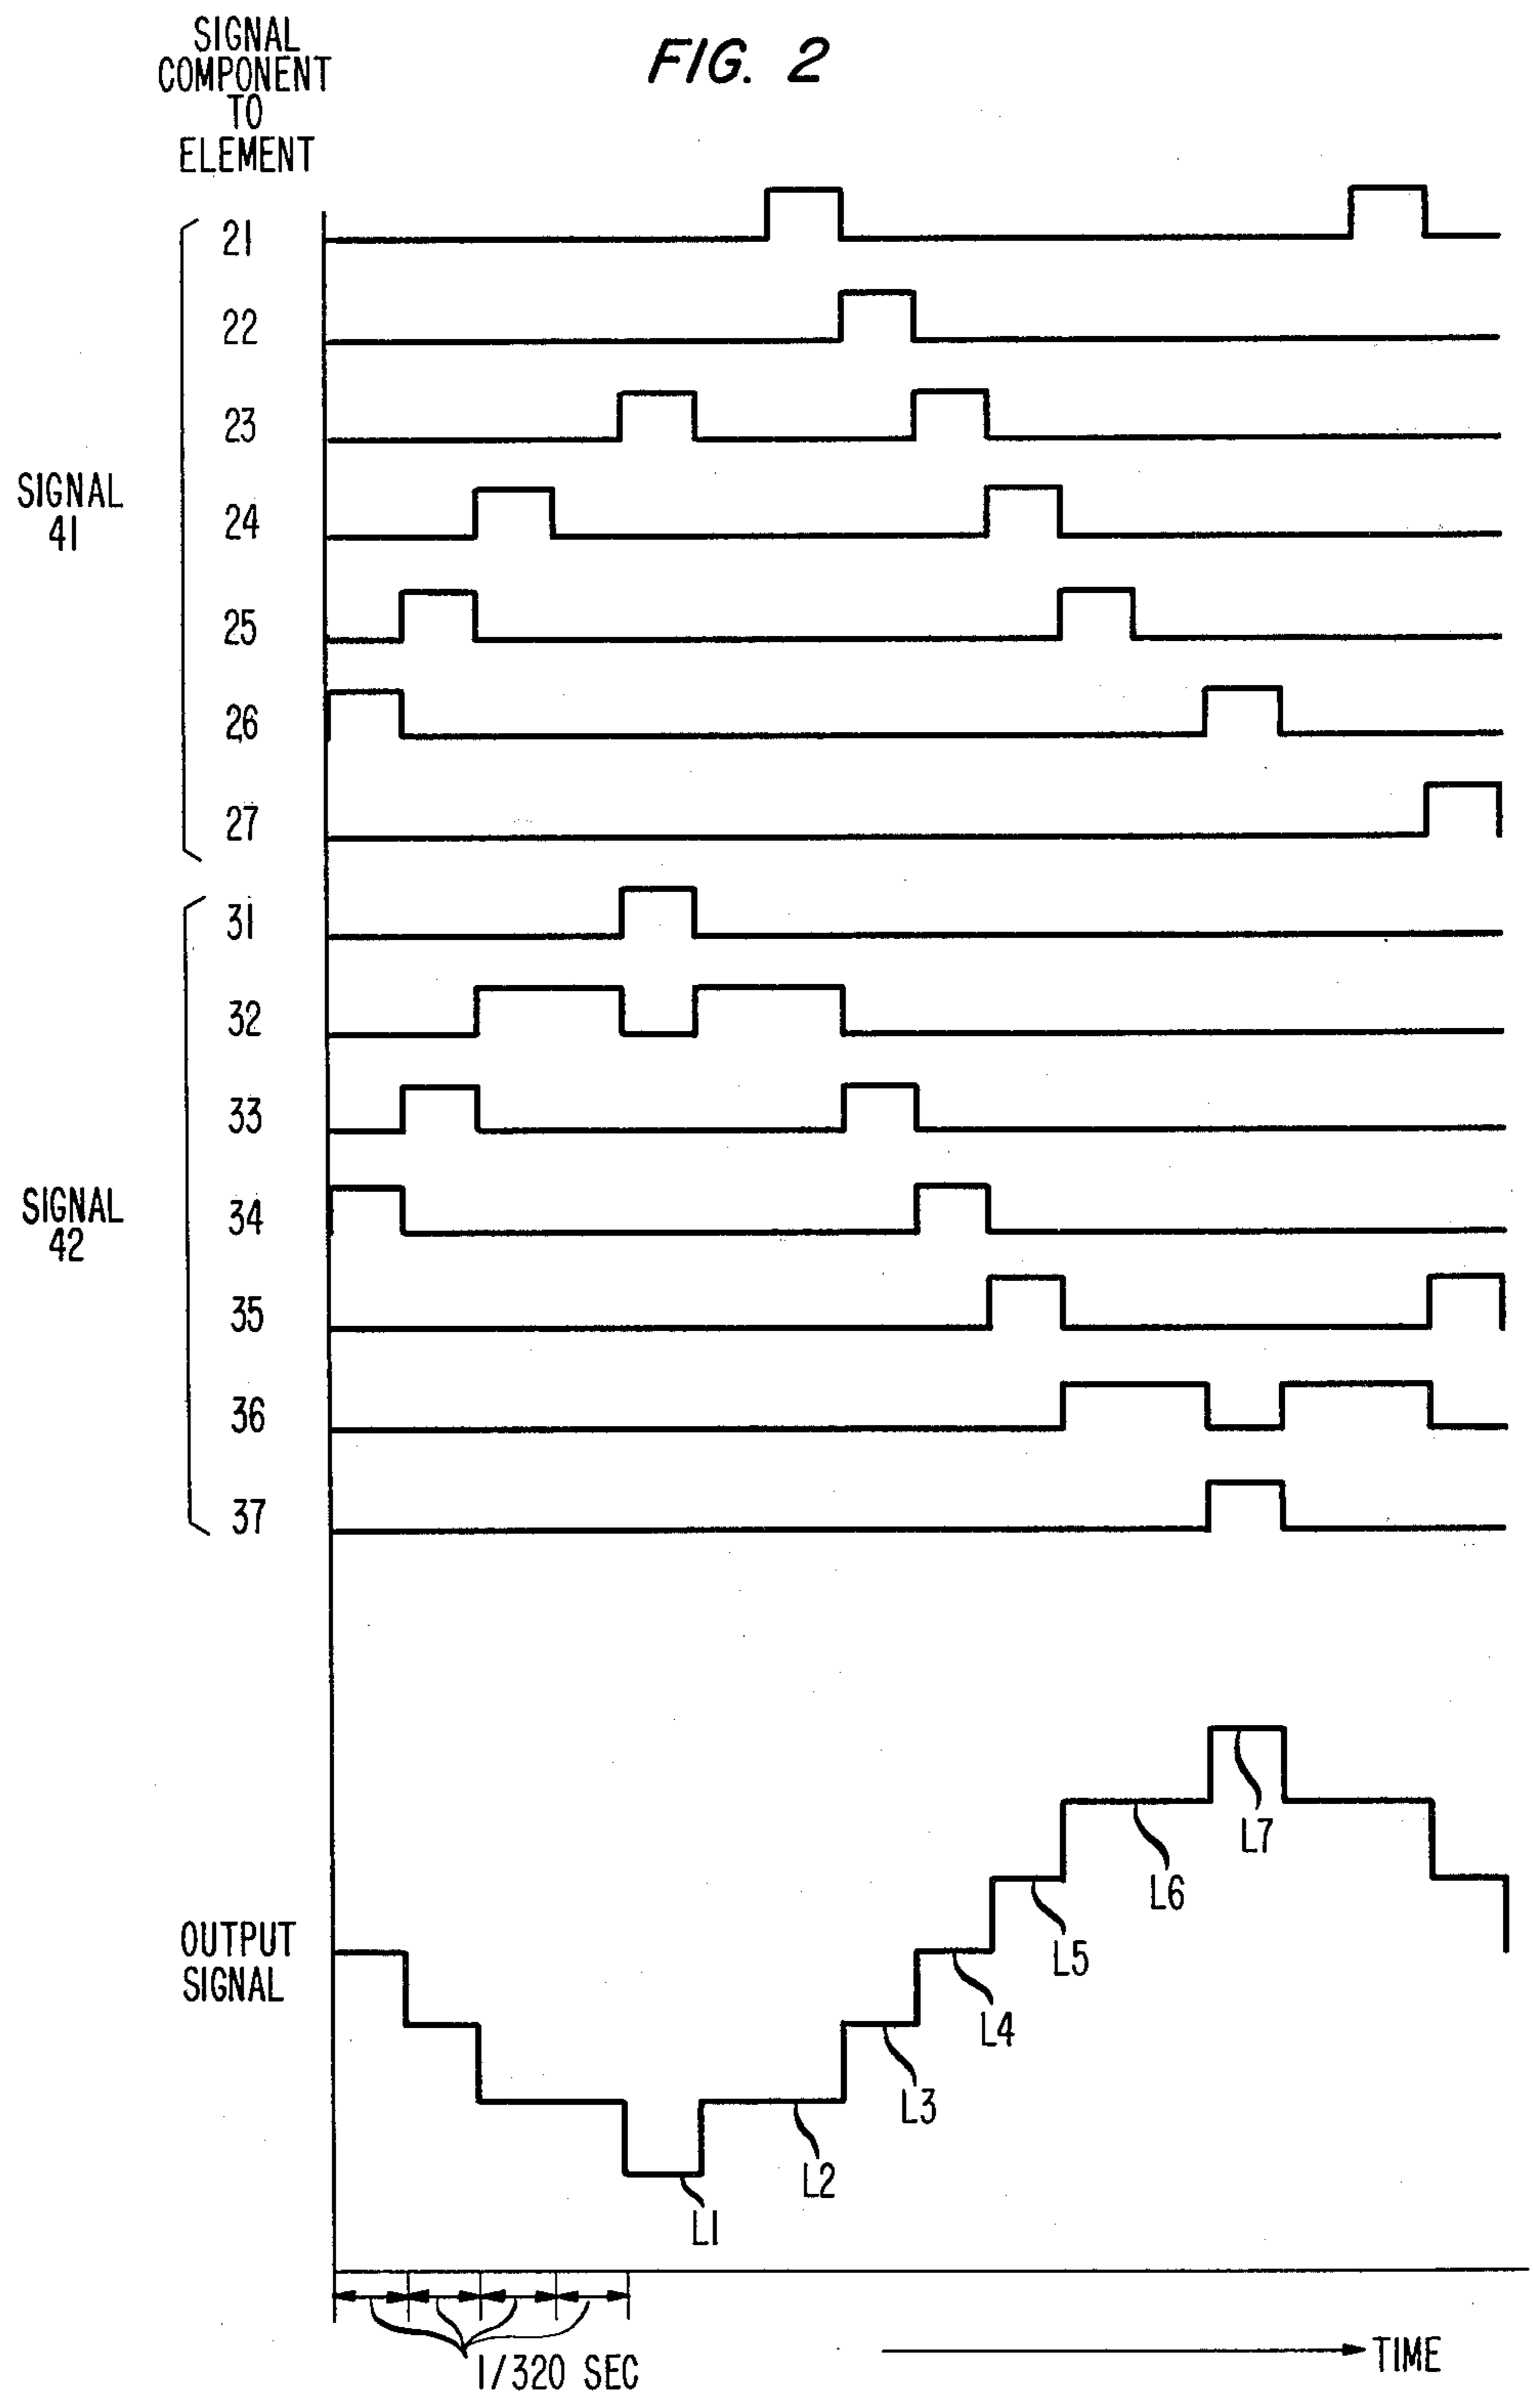 FIG. 2
SIGNAL
COMPONENT
TO
ELEMENT
21
22
23
SIGNAL
41
24
25
26
27
31
32
33
SIGNAL
42
34
35
36
37
L7
L6
OUTPUT
SIGNAL
L5
L4
L3
L2
L1
1/320 SEC
TIME